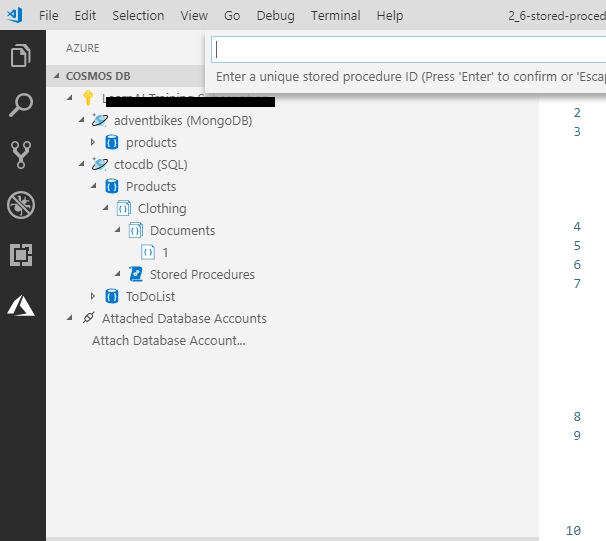 File Edit Selection View Go Debug Terminal Help 2_6-stored-proced
AZURE
Enter a unique stored procedure ID (Press 'Enter' to confirm or 'Escap
COSMOS DB
adventbikes (MongoDB)
products
ctocdb (SQL)
Products
Clothing
Documents
1
Stored Procedures
ToDoList
Attached Database Accounts
Attach Database Account...
2
3
4
5
6
7
8
9
10